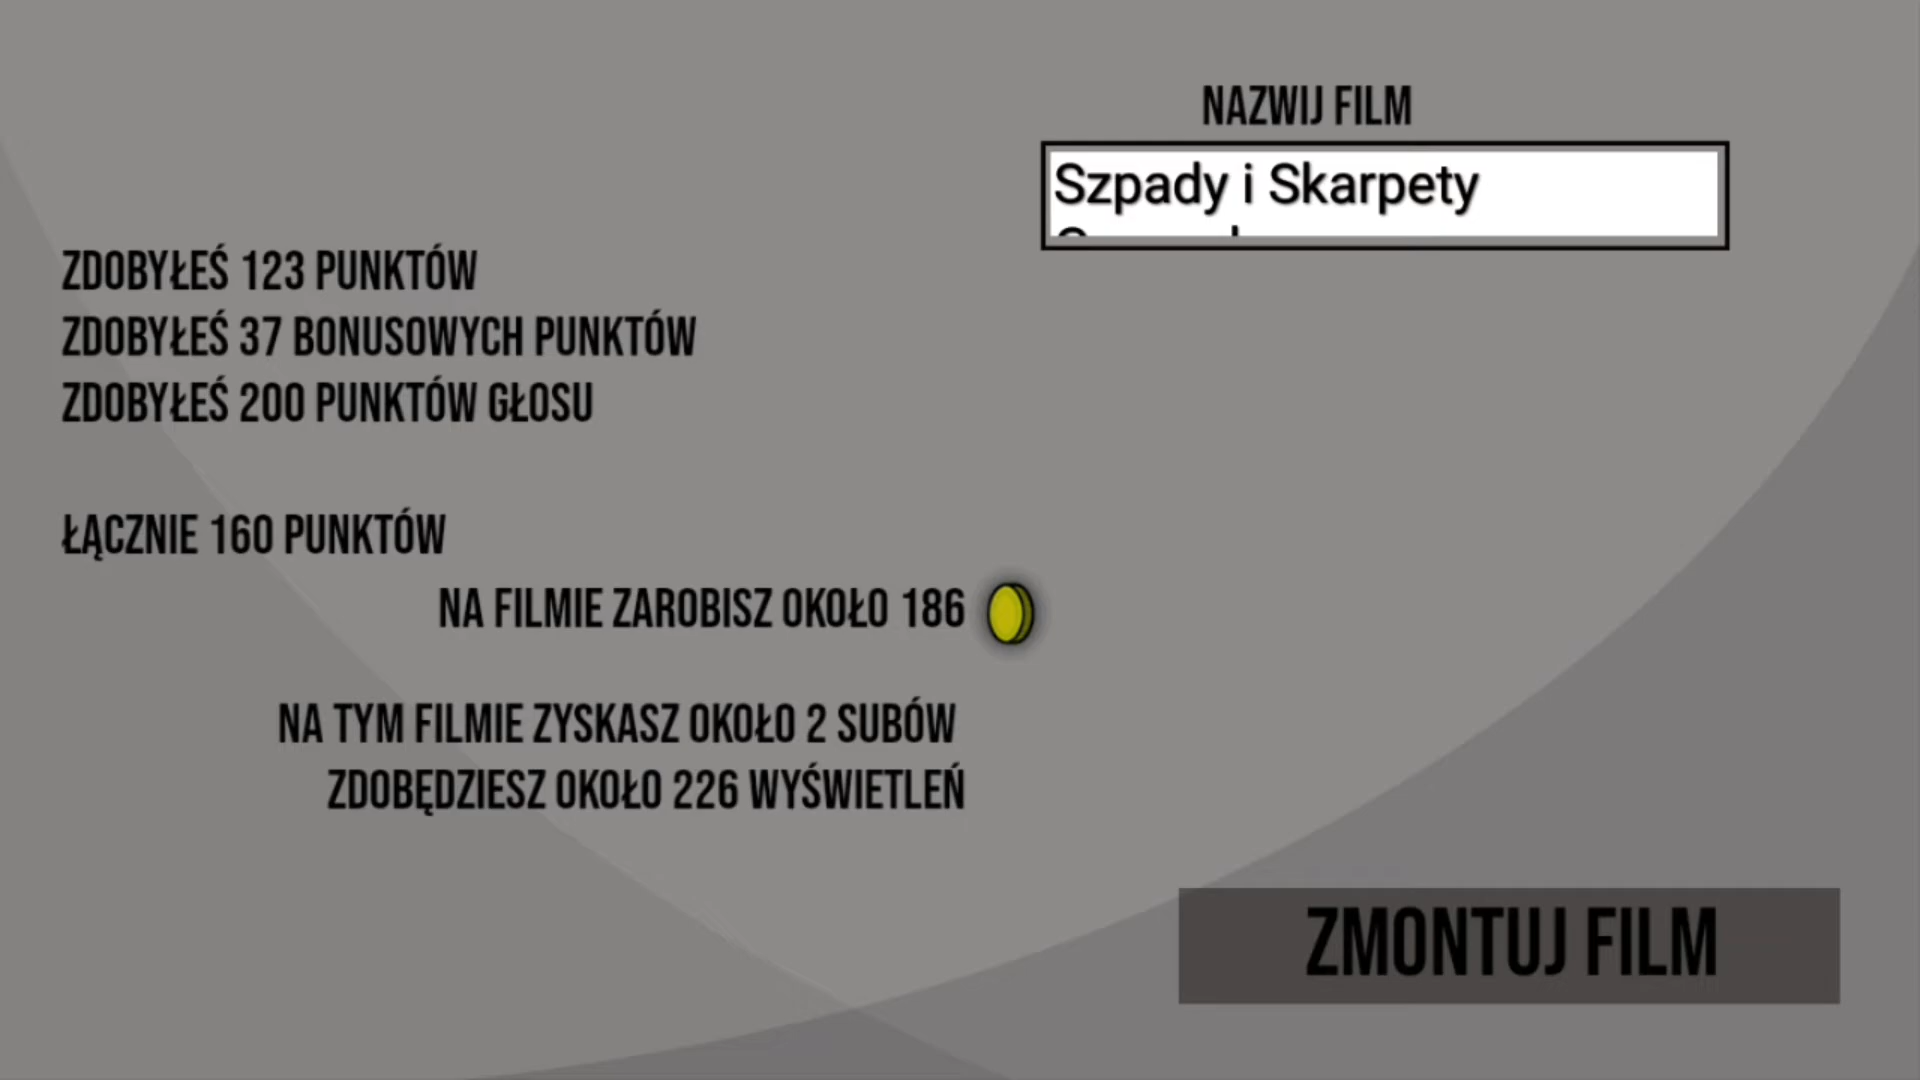 NAZWIJ FILM
Szpady i Skarpety
ZDOBYŁEŚ 123 PUNKTÓW
ZDOBYŁEŚ 37 BONUSOWYCH PUNKTÓW
ZDOBYŁEŚ 200 PUNKTÓW GŁOSU
ŁĄCZNIE 160 PUNKTÓW
NA FILMIE ZAROBISZ OKOŁO 186
NA TYM FILMIE ZYSKASZ OKOŁO 2 SUBÓW
ZDOBĘDZIESZ OKOŁO 226 WYŚWIETLEŃ
ZMONTUJ FILM